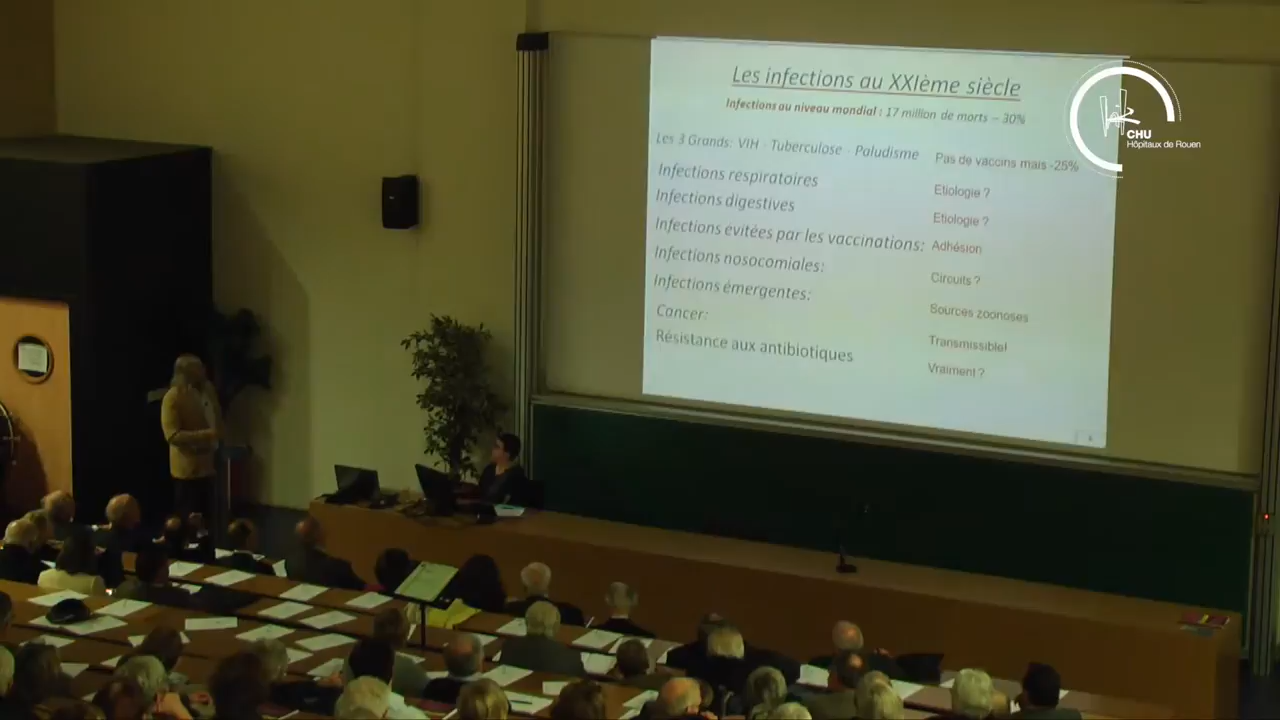 Les infections au XXIème siècle
Infections au niveau mondial : 17 million de morts – 30%
Les 3 Grands: VIH - Tuberculose - Paludisme Pas de vaccins mais -25%
Infections respiratoires Etiologie ?
Infections digestives Etiologie ?
Infections évitées par les vaccinations: Adhésion
Infections nosocomiales: Circuits ?
Infections émergentes: Sources zoonoses
Cancer: Transmissible!
Résistance aux antibiotiques Vraiment ?
CHU
Hôpitaux de Rouen